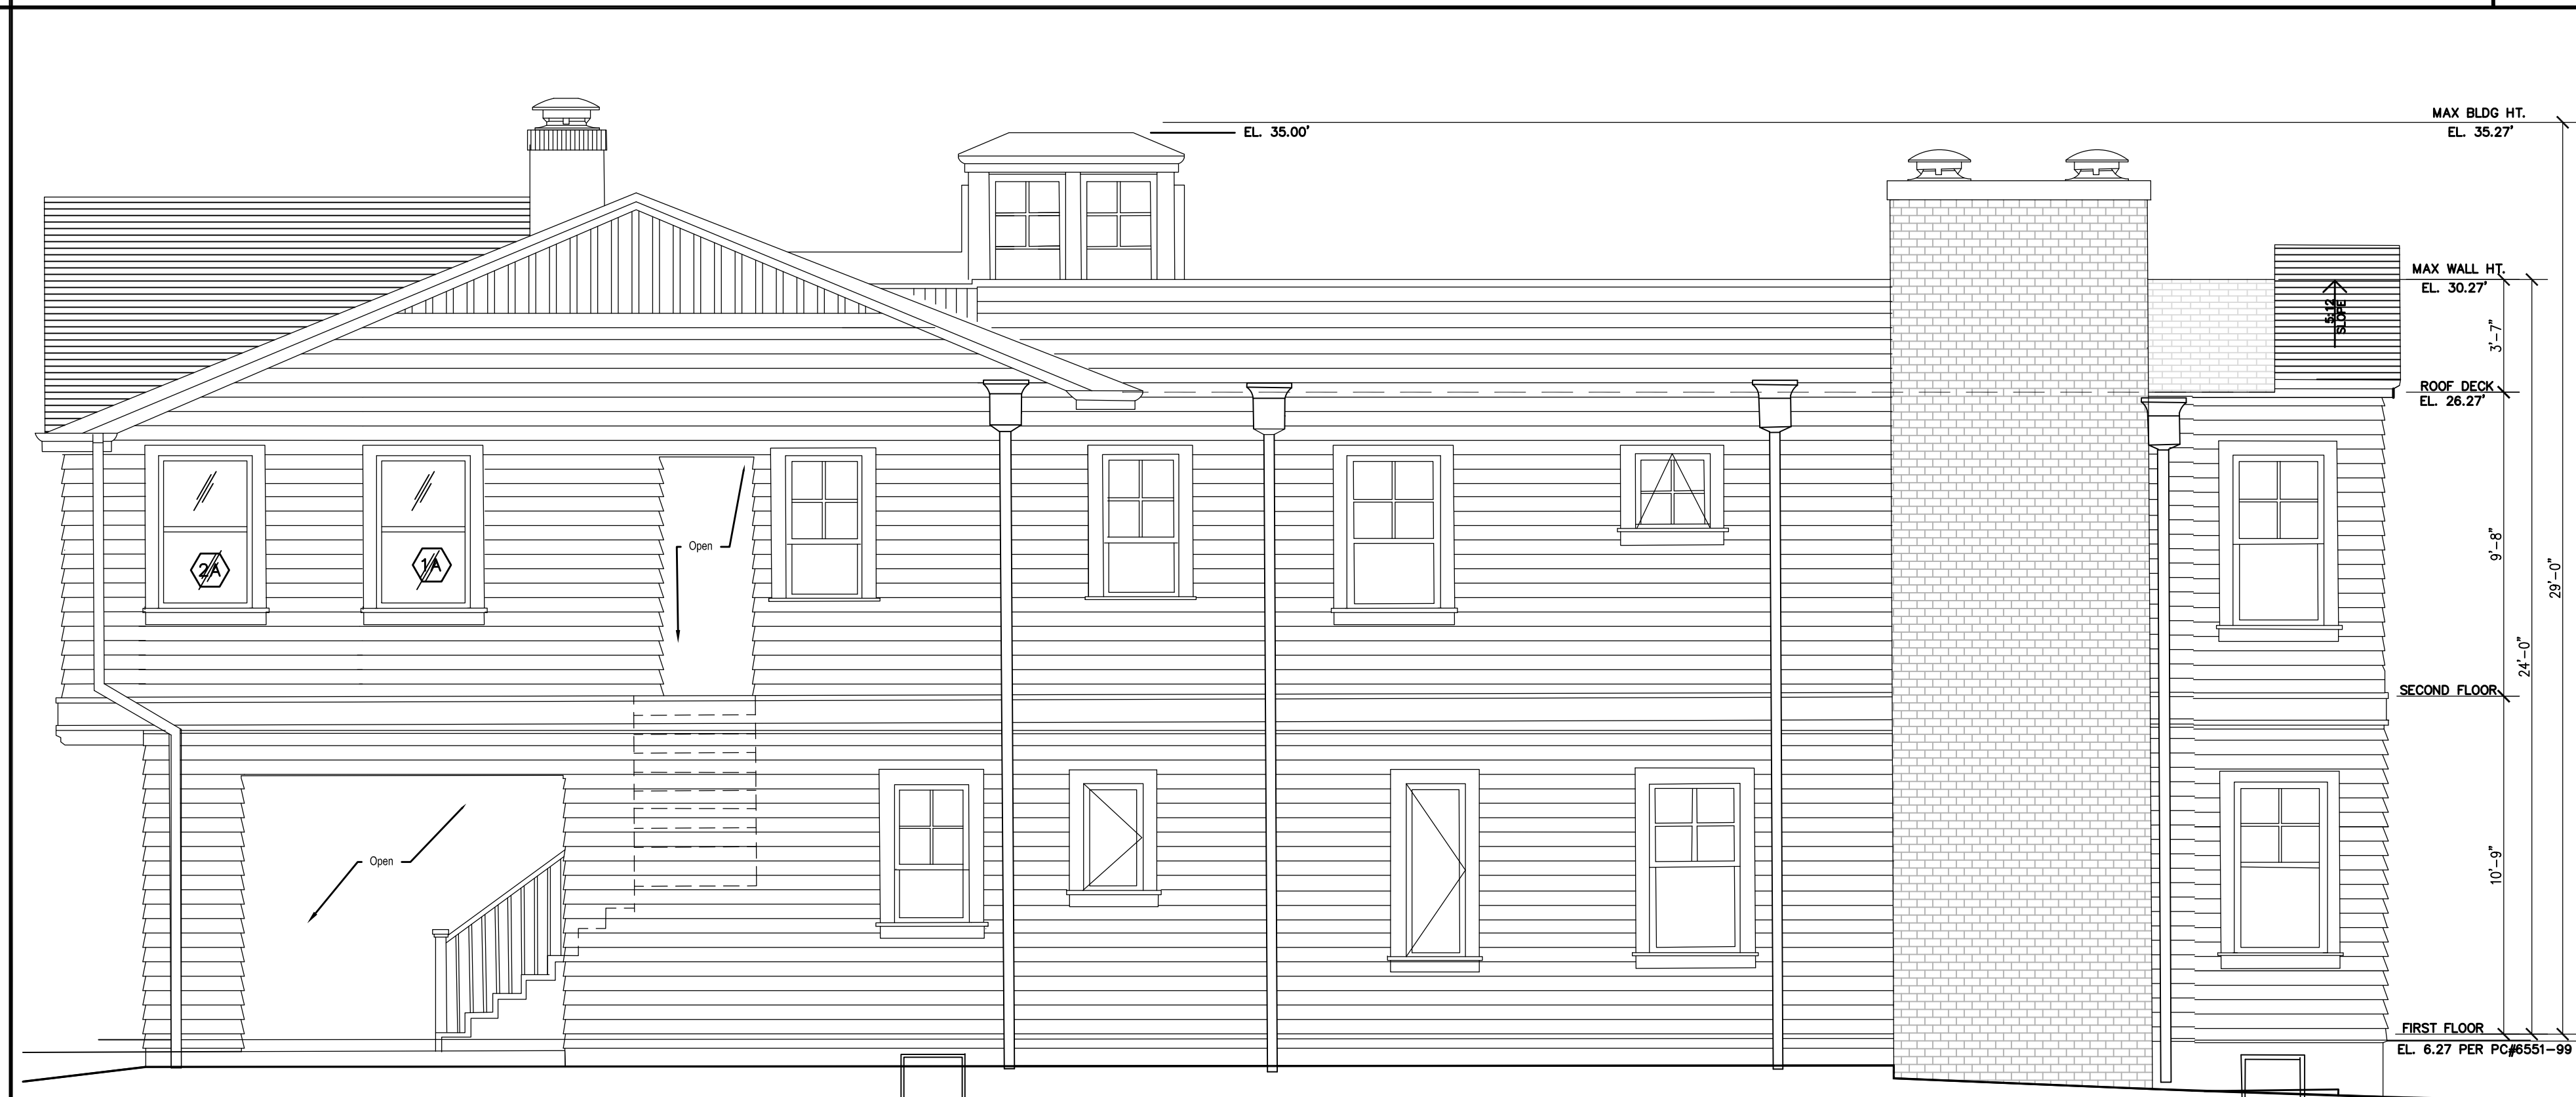 MAX BLDG HT.
EL. 35.27'
EL. 35.00'
MAX WALL HT.
EL. 30.27'
5:12
SLOPE
3'-7"
ROOF DECK
EL. 26.27'
Open
2A
1A
9'-8"
29'-0"
24'-0"
SECOND FLOOR
Open
10'-9"
FIRST FLOOR
EL. 6.27 PER PC#6551-99